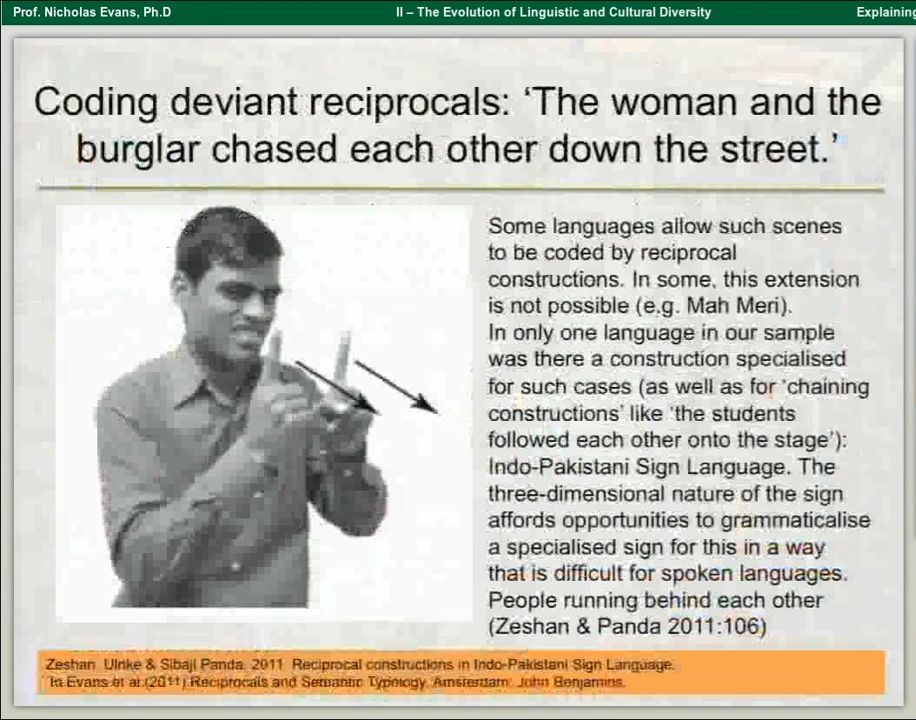 Prof. Nicholas Evans, Ph.D
II – The Evolution of Linguistic and Cultural Diversity
Explaining
Coding deviant reciprocals: ‘The woman and the
burglar chased each other down the street.’
Some languages allow such scenes
to be coded by reciprocal
constructions. In some, this extension
is not possible (e.g. Mah Meri).
In only one language in our sample
was there a construction specialised
for such cases (as well as for ‘chaining
constructions’ like ‘the students
followed each other onto the stage’):
Indo-Pakistani Sign Language. The
three-dimensional nature of the sign
affords opportunities to grammaticalise
a specialised sign for this in a way
that is difficult for spoken languages.
People running behind each other
(Zeshan & Panda 2011:106)
Zeshan, Ulrike & Sibaji Panda. 2011. Reciprocal constructions in Indo-Pakistani Sign Language.
In Evans et al (2011) Reciprocals and Semantic Typology. Amsterdam: John Benjamins.